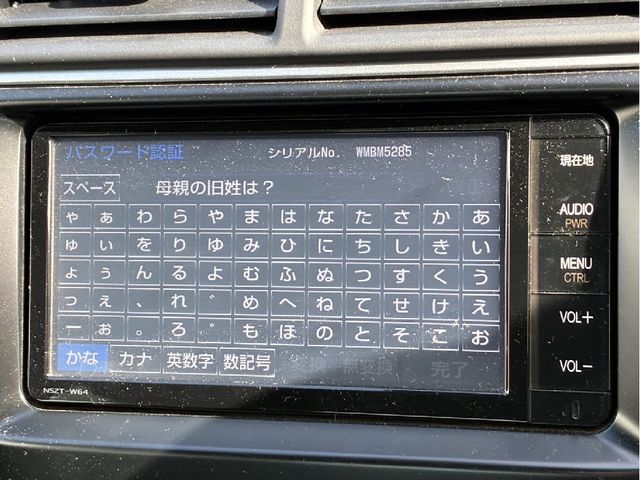 パスワード認証 シリアルNo. WMBM5285
スペース 母親の旧姓は？
ゃ ぁ わ ら や ま は な た さ か あ
ゅ ぃ を り ゆ み ひ に ち し き い
ょ ぅ ん る よ む ふ ぬ つ す く う
っ ぇ 、 れ ゛ め へ ね て せ け え
ー ぉ 。 ろ ゜ も ほ の と そ こ お
かな カナ 英数字 数記号 無変換 完了
NSZT-W64
現在地
AUDIO
PWR
MENU
CTRL
VOL+
VOL-